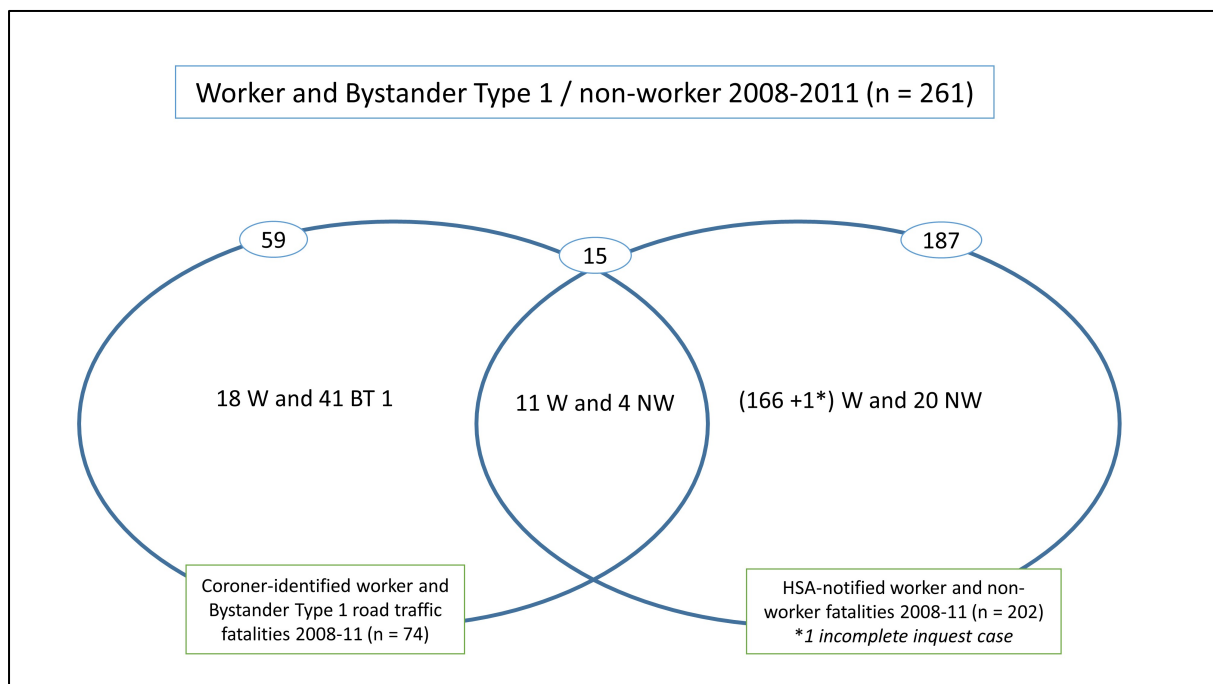 Worker and Bystander Type 1 / non-worker 2008-2011 (n = 261)
59
15
187
18 W and 41 BT 1
11 W and 4 NW
(166 +1*) W and 20 NW
Coroner-identified worker and
Bystander Type 1 road traffic
fatalities 2008-11 (n = 74)
HSA-notified worker and non-
worker fatalities 2008-11 (n = 202)
*1 incomplete inquest case